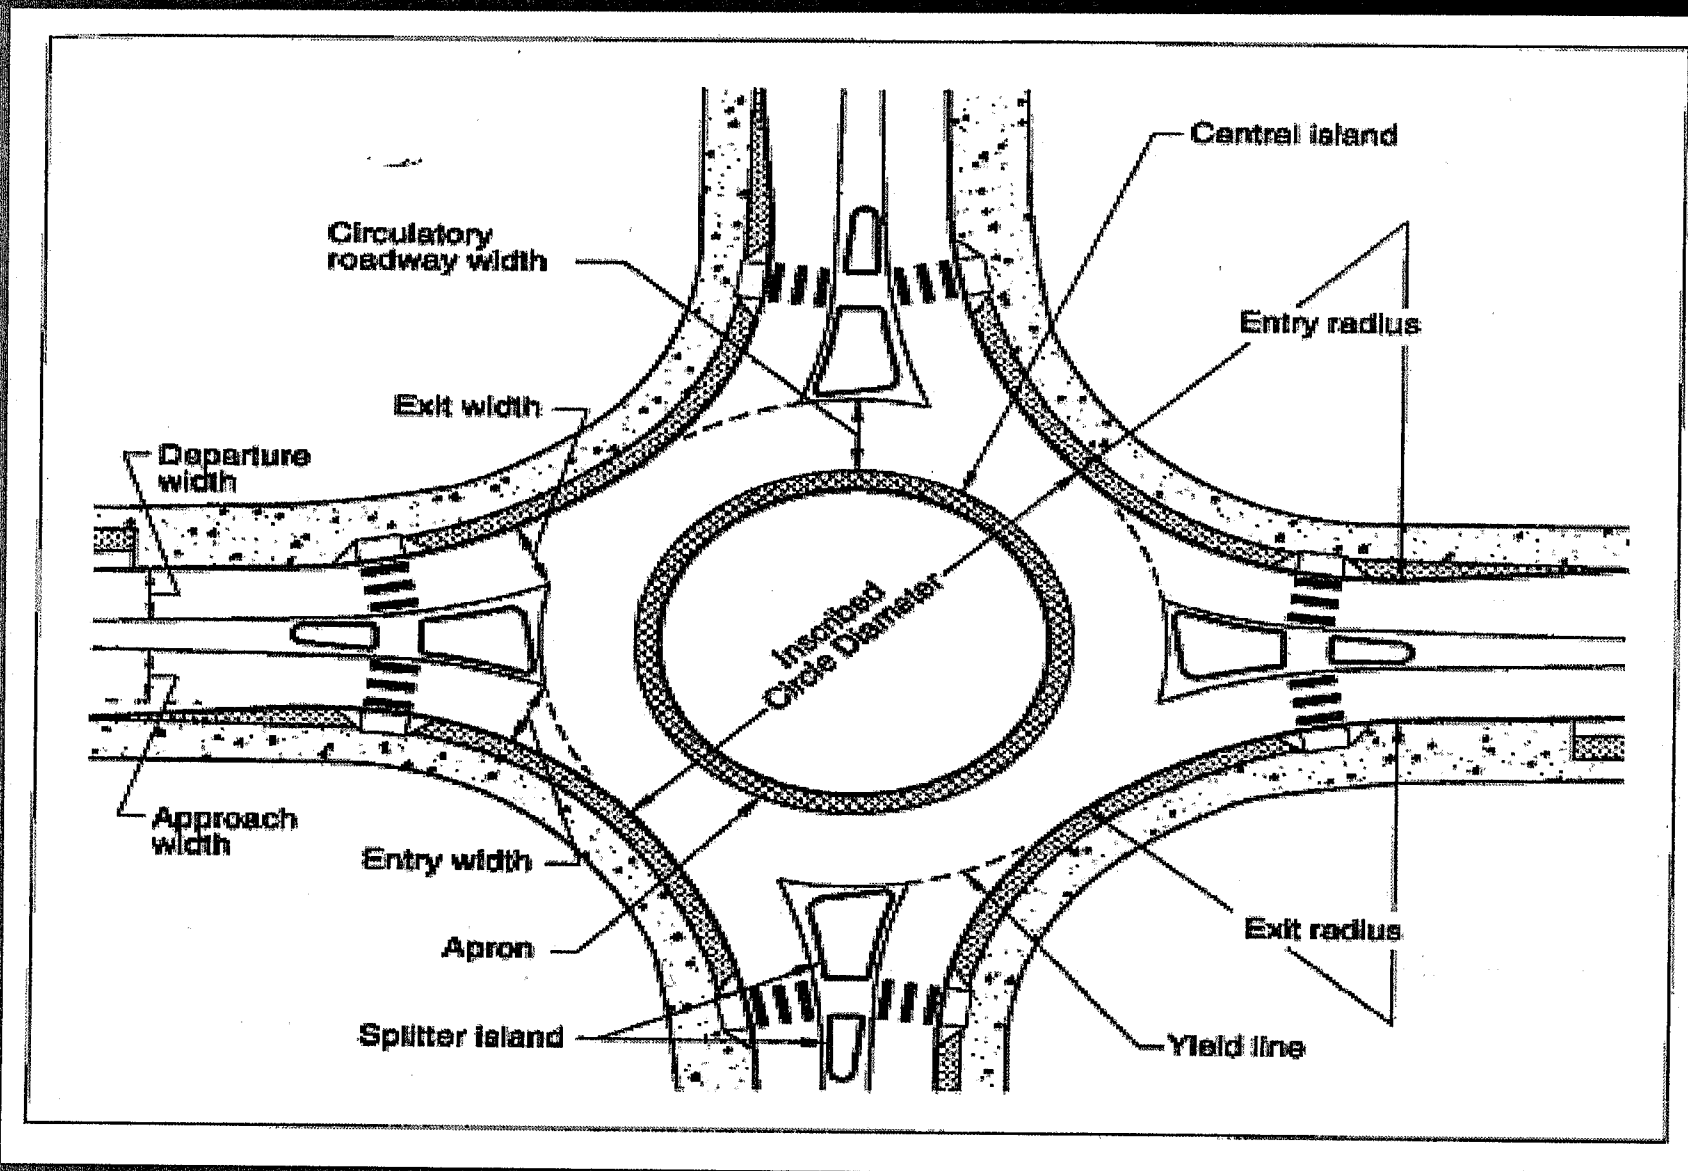 Central island
Circulatory
roadway width
Entry radius
Exit width
Departure
width
Inscribed
Circle Diameter
Approach
width
Entry width
Apron
Exit radius
Splitter island
Yield line